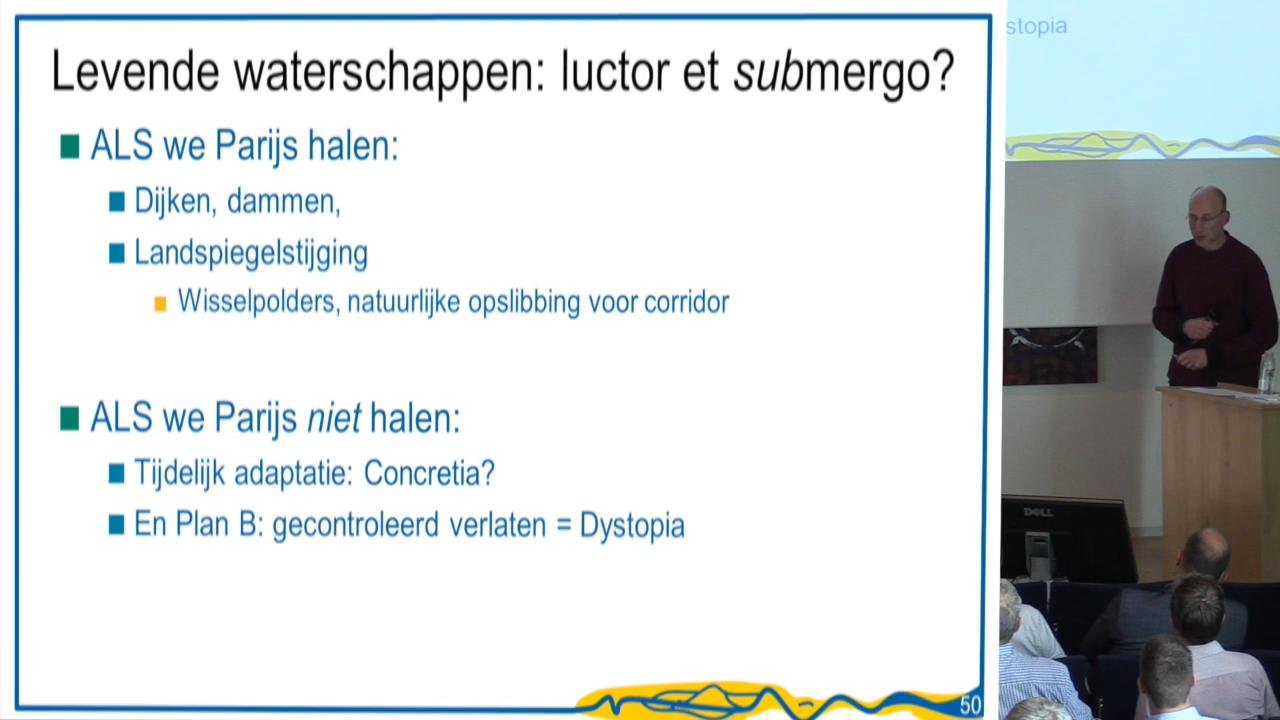 Levende waterschappen: luctor et submergo?
ALS we Parijs halen:
Dijken, dammen,
Landspiegelstijging
Wisselpolders, natuurlijke opslibbing voor corridor
ALS we Parijs niet halen:
Tijdelijk adaptatie: Concretia?
En Plan B: gecontroleerd verlaten = Dystopia
50
stopia
DELL